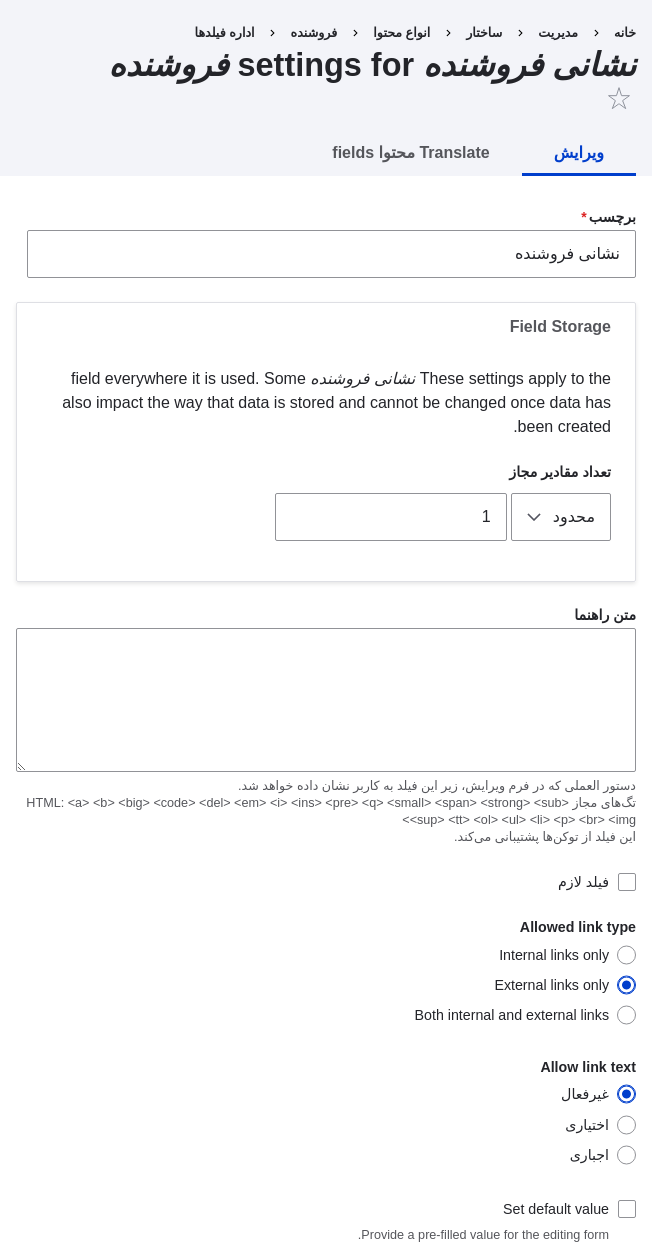 خانه › مدیریت › ساختار › انواع محتوا › فروشنده › اداره فیلدها
نشانی فروشنده settings for فروشنده
ویرایش
Translate محتوا fields
برچسب*
نشانی فروشنده
Field Storage
These settings apply to the نشانی فروشنده field everywhere it is used. Some
also impact the way that data is stored and cannot be changed once data has
been created.
تعداد مقادیر مجاز
محدود
1
متن راهنما
دستور العملی که در فرم ویرایش، زیر این فیلد به کاربر نشان داده خواهد شد.
تگ‌های مجاز HTML: <a> <b> <big> <code> <del> <em> <i> <ins> <pre> <q> <small> <span> <strong> <sub>
<sup> <tt> <ol> <ul> <li> <p> <br> <img>
این فیلد از توکن‌ها پشتیبانی می‌کند.
فیلد لازم
Allowed link type
Internal links only
External links only
Both internal and external links
Allow link text
غیرفعال
اختیاری
اجباری
Set default value
Provide a pre-filled value for the editing form.